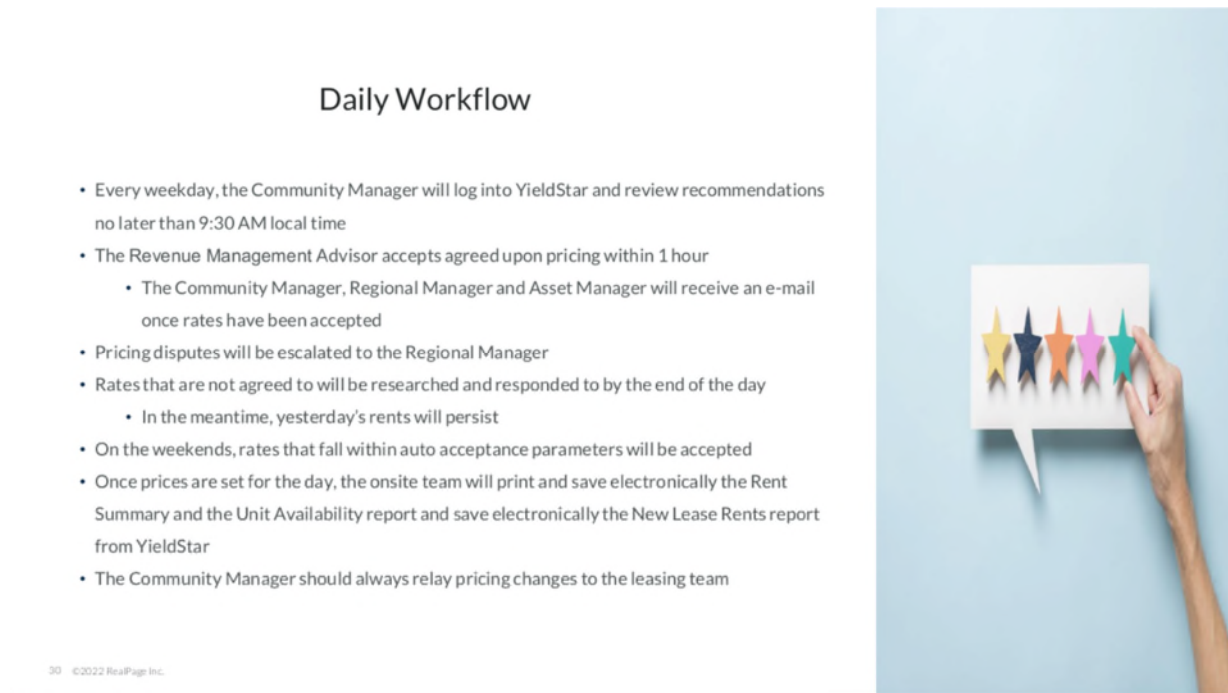 Daily Workflow
• Every weekday, the Community Manager will log into YieldStar and review recommendations
no later than 9:30 AM local time
• The Revenue Management Advisor accepts agreed upon pricing within 1 hour
• The Community Manager, Regional Manager and Asset Manager will receive an e-mail
once rates have been accepted
• Pricing disputes will be escalated to the Regional Manager
• Rates that are not agreed to will be researched and responded to by the end of the day
• In the meantime, yesterday's rents will persist
• On the weekends, rates that fall within auto acceptance parameters will be accepted
• Once prices are set for the day, the onsite team will print and save electronically the Rent
Summary and the Unit Availability report and save electronically the New Lease Rents report
from YieldStar
• The Community Manager should always relay pricing changes to the leasing team
30 ©2022 RealPage Inc.